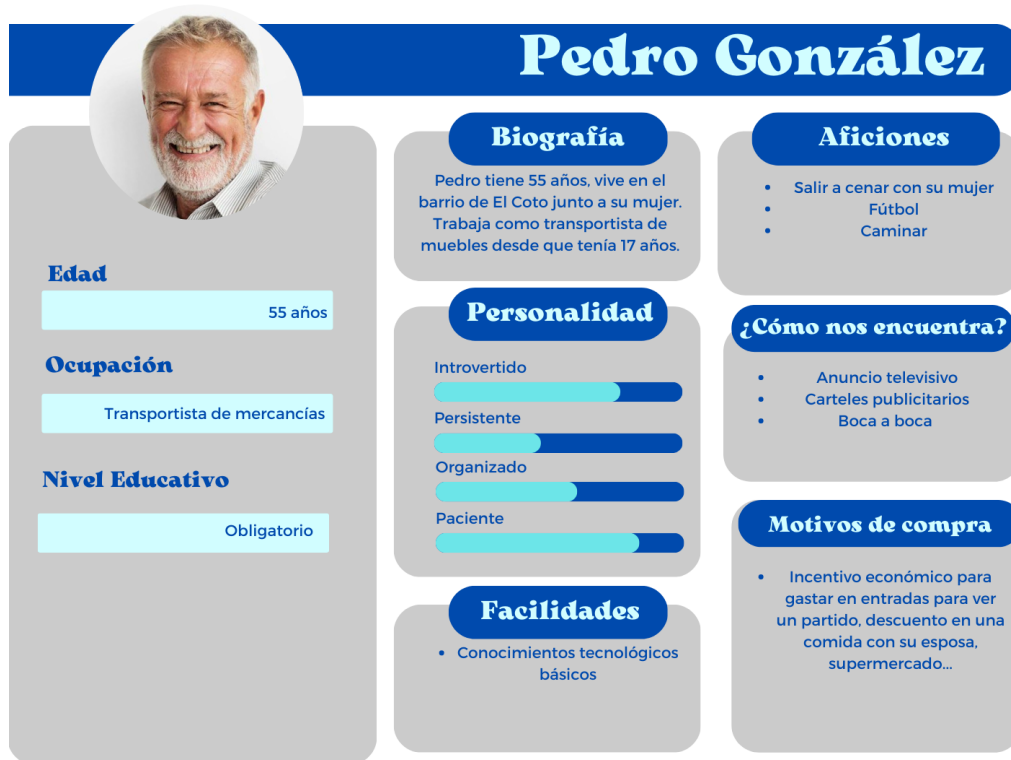 Pedro González
Edad
55 años
Ocupación
Transportista de mercancías
Nivel Educativo
Obligatorio
Biografía
Pedro tiene 55 años, vive en el
barrio de El Coto junto a su mujer.
Trabaja como transportista de
muebles desde que tenía 17 años.
Personalidad
Introvertido
Persistente
Organizado
Paciente
Facilidades
• Conocimientos tecnológicos
básicos
Aficiones
• Salir a cenar con su mujer
• Fútbol
• Caminar
¿Cómo nos encuentra?
• Anuncio televisivo
• Carteles publicitarios
• Boca a boca
Motivos de compra
• Incentivo económico para
gastar en entradas para ver
un partido, descuento en una
comida con su esposa,
supermercado...